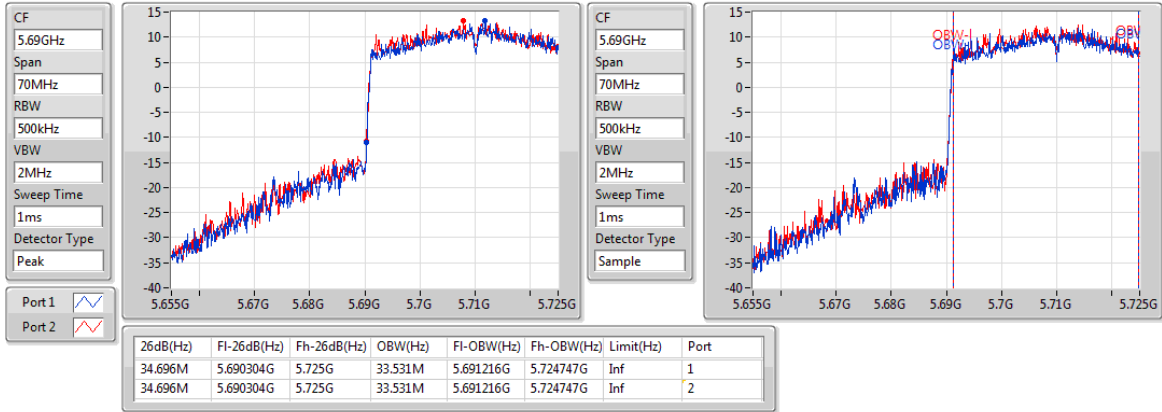 CF
5.69GHz
Span
70MHz
RBW
500kHz
VBW
2MHz
Sweep Time
1ms
Detector Type
Peak
Port 1
Port 2
15
10
5
0
-5
-10
-15
-20
-25
-30
-35
-40
5.655G 5.67G 5.68G 5.69G 5.7G 5.71G 5.725G
CF
5.69GHz
Span
70MHz
RBW
500kHz
VBW
2MHz
Sweep Time
1ms
Detector Type
Sample
15
10
5
0
-5
-10
-15
-20
-25
-30
-35
-40
OBW-l
5.655G 5.67G 5.68G 5.69G 5.7G 5.71G 5.725G
26dB(Hz) Fl-26dB(Hz) Fh-26dB(Hz) OBW(Hz) Fl-OBW(Hz) Fh-OBW(Hz) Limit(Hz) Port
34.696M 5.690304G 5.725G 33.531M 5.691216G 5.724747G Inf 1
34.696M 5.690304G 5.725G 33.531M 5.691216G 5.724747G Inf 2